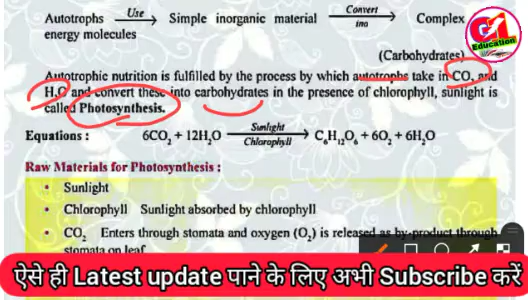 Autotrophs Use Simple inorganic material Convert into Complex
energy molecules
(Carbohydrates)
Autotrophic nutrition is fulfilled by the process by which autotrophs take in CO₂ and
H₂O and convert these into carbohydrates in the presence of chlorophyll, sunlight is
called Photosynthesis.
Equations : 6CO₂ + 12H₂O Sunlight Chlorophyll C₆H₁₂O₆ + 6O₂ + 6H₂O
Raw Materials for Photosynthesis :
• Sunlight
• Chlorophyll Sunlight absorbed by chlorophyll
• CO₂ Enters through stomata and oxygen (O₂) is released as by-product through
stomata on leaf
Education
ऐसे ही Latest update पाने के लिए अभी Subscribe करें